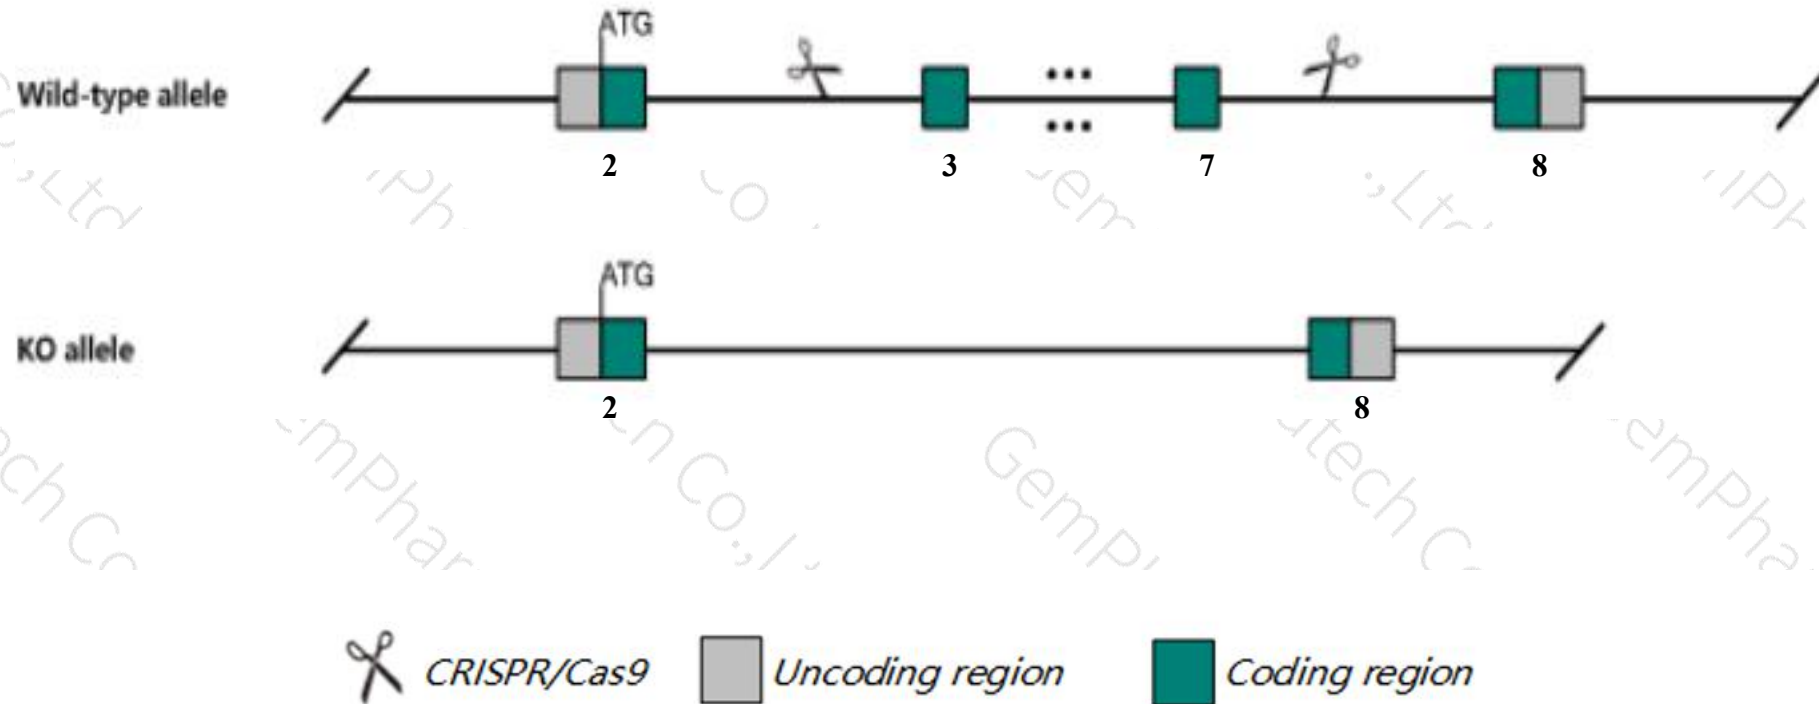 ATG
Wild-type allele
2 3 7 8
ATG
KO allele
2 8
CRISPR/Cas9 Uncoding region Coding region